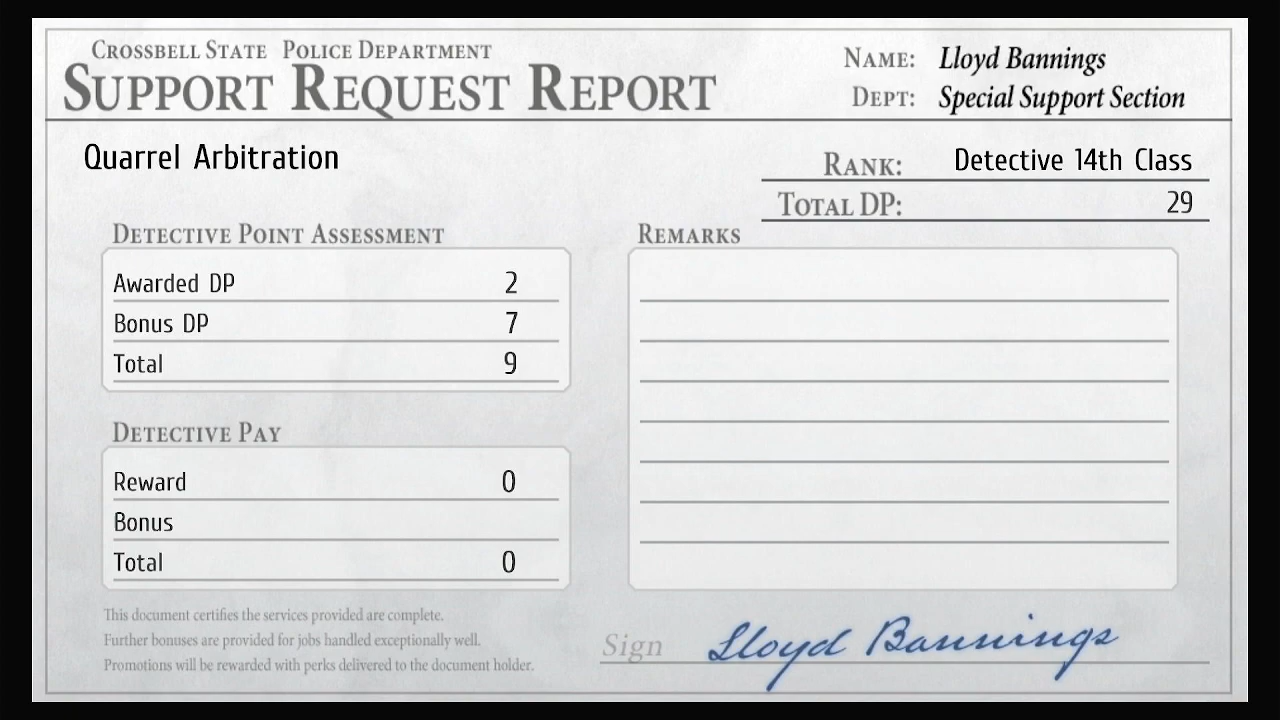 Crossbell State Police Department
Support Request Report
Name: Lloyd Bannings
Dept: Special Support Section
Quarrel Arbitration
Rank: Detective 14th Class
Total DP: 29
Detective Point Assessment
Awarded DP 2
Bonus DP 7
Total 9
Detective Pay
Reward 0
Bonus
Total 0
Remarks
This document certifies the services provided are complete.
Further bonuses are provided for jobs handled exceptionally well.
Promotions will be rewarded with perks delivered to the document holder.
Sign Lloyd Bannings